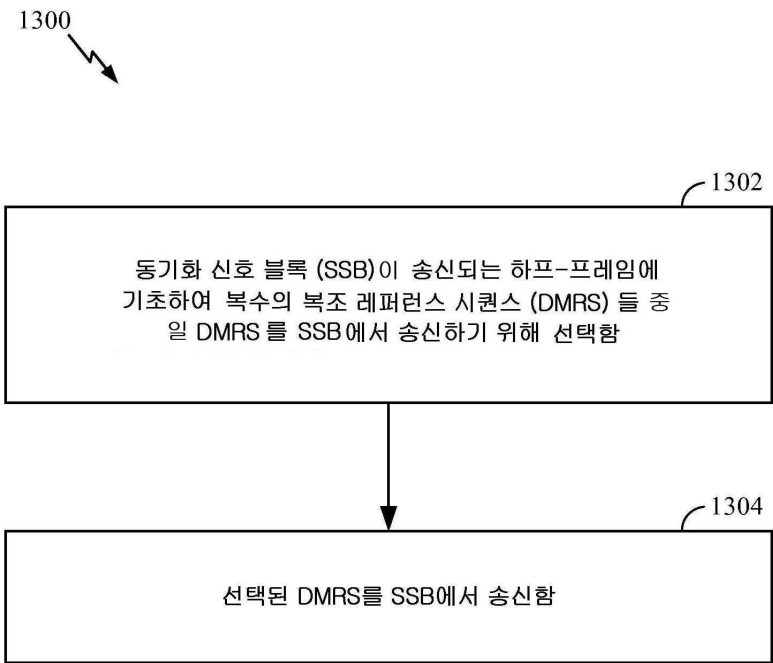 1300
1302
동기화 신호 블록 (SSB)이 송신되는 하프-프레임에
기초하여 복수의 복조 레퍼런스 시퀀스 (DMRS) 들 중
일 DMRS 를 SSB에서 송신하기 위해 선택함
1304
선택된 DMRS를 SSB에서 송신함